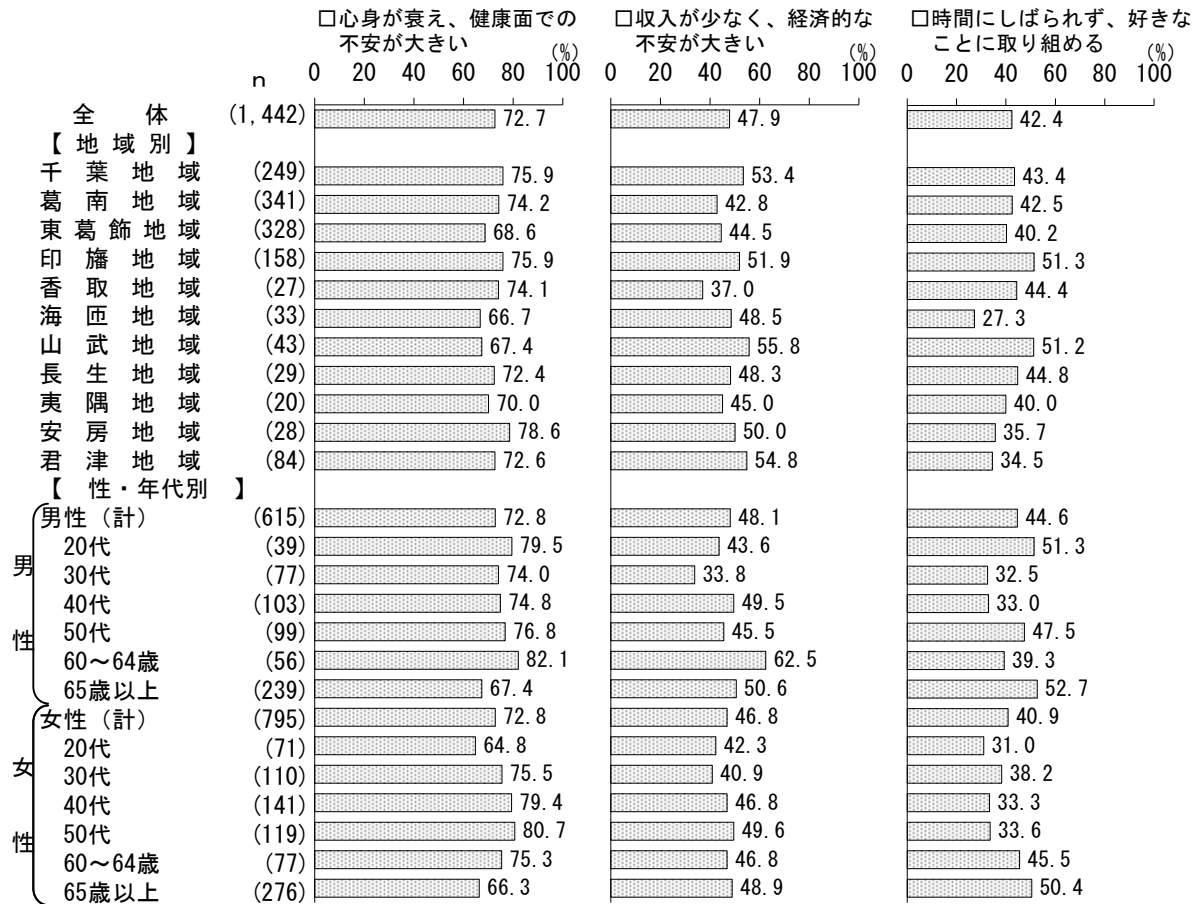 □心身が衰え、健康面での不安が大きい (%)
□収入が少なく、経済的な不安が大きい (%)
□時間にしばられず、好きなことに取り組める (%)
n 0 20 40 60 80 100 0 20 40 60 80 100 0 20 40 60 80 100
全体 (1,442) 72.7 47.9 42.4
【地域別】
千葉地域 (249) 75.9 53.4 43.4
葛南地域 (341) 74.2 42.8 42.5
東葛飾地域 (328) 68.6 44.5 40.2
印旛地域 (158) 75.9 51.9 51.3
香取地域 (27) 74.1 37.0 44.4
海匝地域 (33) 66.7 48.5 27.3
山武地域 (43) 67.4 55.8 51.2
長生地域 (29) 72.4 48.3 44.8
夷隅地域 (20) 70.0 45.0 40.0
安房地域 (28) 78.6 50.0 35.7
君津地域 (84) 72.6 54.8 34.5
【性・年代別】
男性
男性（計） (615) 72.8 48.1 44.6
20代 (39) 79.5 43.6 51.3
30代 (77) 74.0 33.8 32.5
40代 (103) 74.8 49.5 33.0
50代 (99) 76.8 45.5 47.5
60～64歳 (56) 82.1 62.5 39.3
65歳以上 (239) 67.4 50.6 52.7
女性
女性（計） (795) 72.8 46.8 40.9
20代 (71) 64.8 42.3 31.0
30代 (110) 75.5 40.9 38.2
40代 (141) 79.4 46.8 33.3
50代 (119) 80.7 49.6 33.6
60～64歳 (77) 75.3 46.8 45.5
65歳以上 (276) 66.3 48.9 50.4